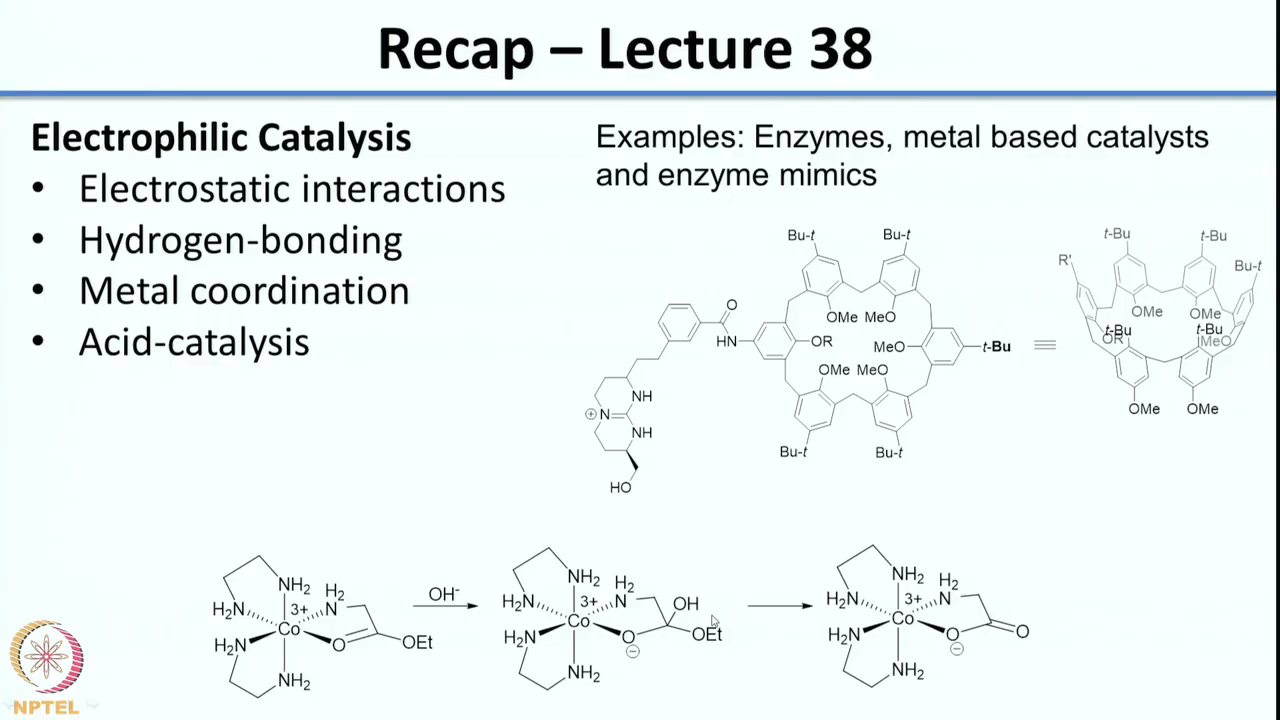 Recap – Lecture 38
Electrophilic Catalysis
• Electrostatic interactions
• Hydrogen-bonding
• Metal coordination
• Acid-catalysis
Examples: Enzymes, metal based catalysts
and enzyme mimics
Bu-t
Bu-t
O
HN
OMe MeO
OR
MeO
t-Bu
OMe MeO
NH
⊕ N
NH
Bu-t
Bu-t
HO
t-Bu
t-Bu
R'
Bu-t
OMe
OMe
t-Bu
OR
t-Bu
MeO
OMe
OMe
NH2
H2
H2N
3+
N
Co
H2N
O
OEt
NH2
OH-
NH2
H2
H2N
3+
N
OH
Co
H2N
O
⊖
OEt
NH2
NH2
H2
H2N
3+
N
Co
H2N
O
⊖
O
NH2
NPTEL